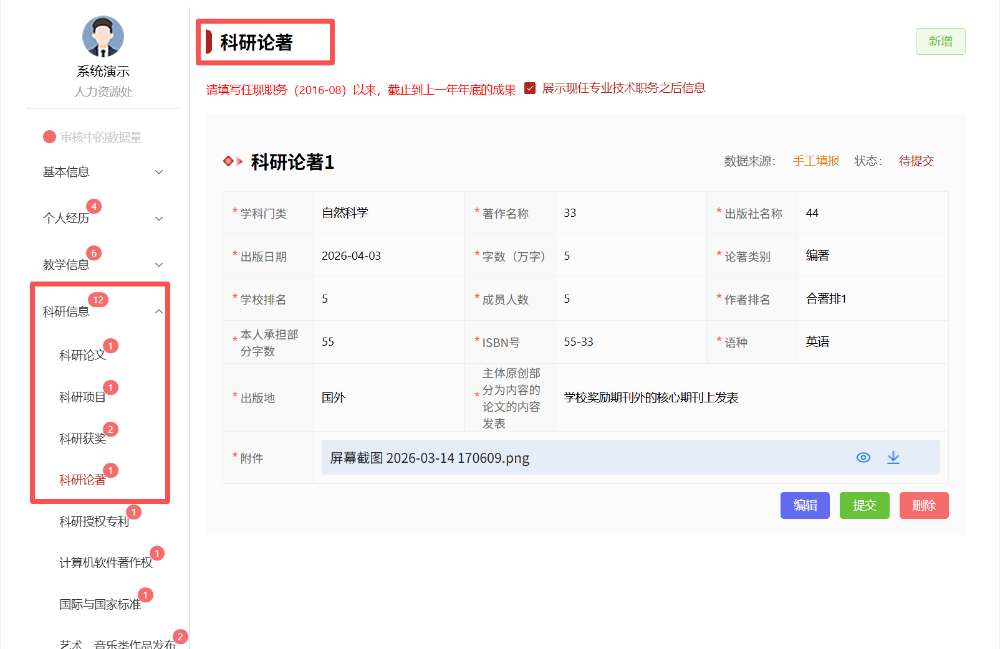 系统演示
人力资源处
审核中的数据量
基本信息
个人经历
4
教学信息
6
科研信息
12
科研论文
1
科研项目
1
科研获奖
2
科研论著
1
科研授权专利
1
计算机软件著作权
1
国际与国家标准
1
艺术、音乐类作品发布
2
科研论著
新增
请填写任现职务（2016-08）以来，截止到上一年年底的成果 展示现任专业技术职务之后信息
科研论著1
数据来源： 手工填报 状态： 待提交
*学科门类 自然科学 *著作名称 33 *出版社名称 44
*出版日期 2026-04-03 *字数（万字） 5 *论著类别 编著
*学校排名 5 *成员人数 5 *作者排名 合著排1
*本人承担部
分字数 55 *ISBN号 55-33 *语种 英语
*出版地 国外
*主体原创部
分为内容的
论文的内容
发表
学校奖励期刊外的核心期刊上发表
*附件 屏幕截图 2026-03-14 170609.png
编辑 提交 删除